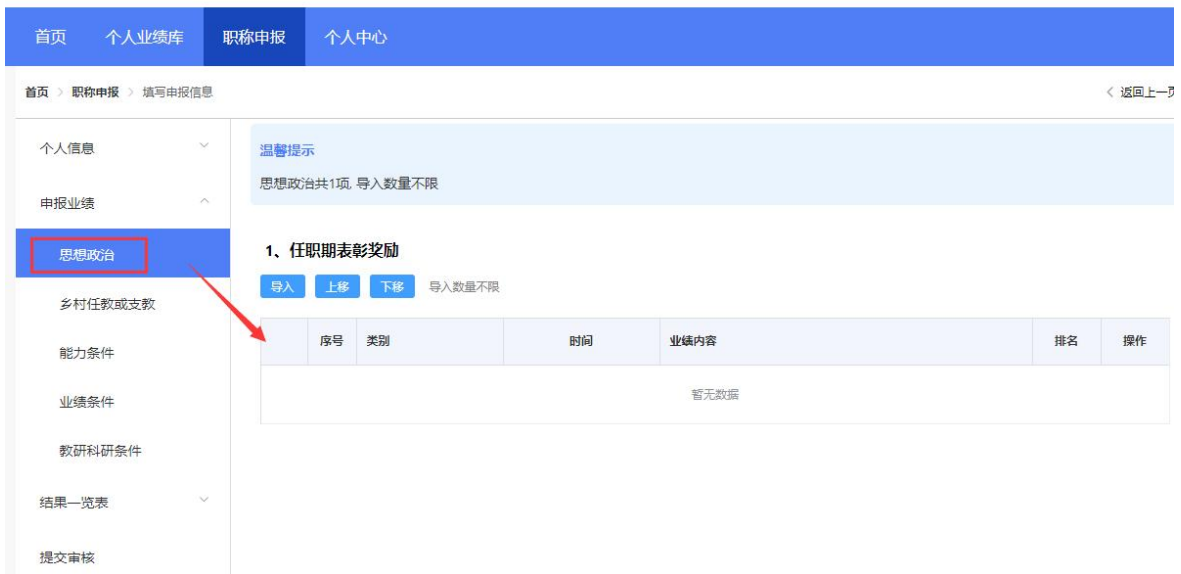 首页 个人业绩库 职称申报 个人中心
首页 > 职称申报 > 填写申报信息
< 返回上一页
个人信息
申报业绩
思想政治
乡村任教或支教
能力条件
业绩条件
教研科研条件
结果一览表
提交审核
温馨提示
思想政治共1项, 导入数量不限
1、任职期表彰奖励
导入 上移 下移 导入数量不限
序号 类别 时间 业绩内容 排名 操作
暂无数据